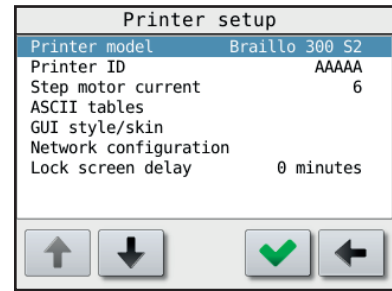 Printer setup
Printer model Braillo 300 S2
Printer ID AAAAA
Step motor current 6
ASCII tables
GUI style/skin
Network configuration
Lock screen delay 0 minutes